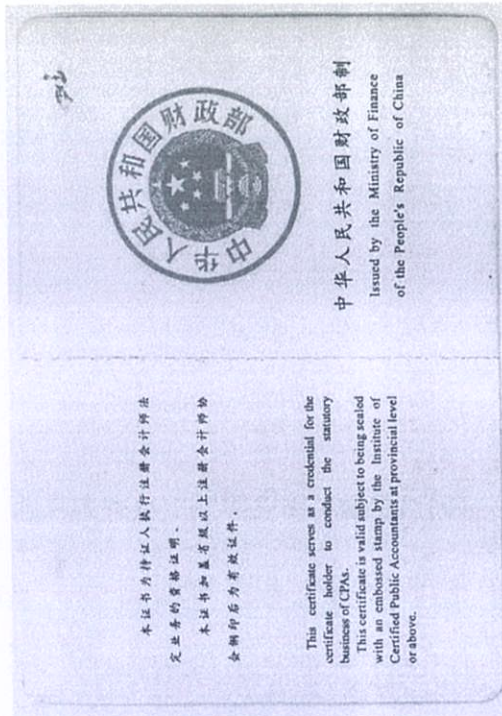 本证书为持证人执行注册会计师法
定业务的资格证明。
本证书加盖省级以上注册会计师协
会钢印后为有效证件。
This certificate serves as a credential for the
certificate holder to conduct the statutory
business of CPAs.
This certificate is valid subject to being sealed
with an embossed stamp by the Institute of
Certified Public Accountants at provincial level
or above.
中华人民共和国财政部
中华人民共和国财政部制
Issued by the Ministry of Finance
of the People's Republic of China